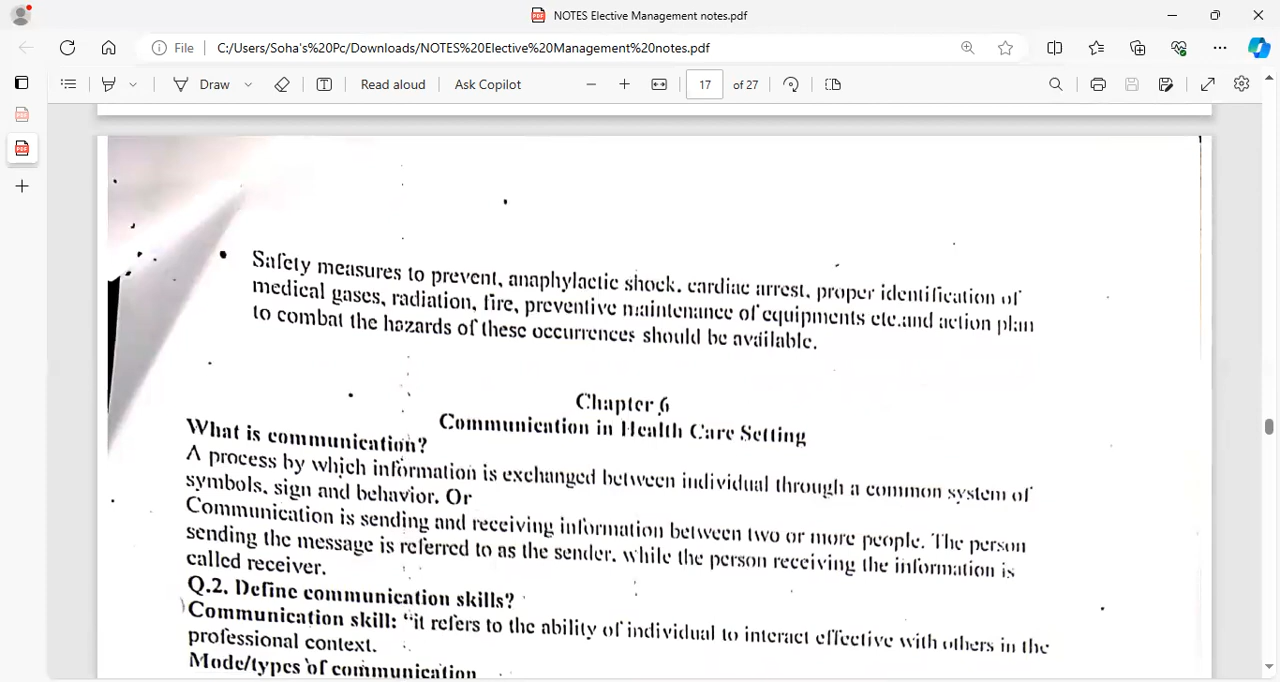 NOTES Elective Management notes.pdf
File C:/Users/Soha's%20Pc/Downloads/NOTES%20Elective%20Management%20notes.pdf
Draw Read aloud Ask Copilot 17 of 27
• Safety measures to prevent, anaphylactic shock. cardiac arrest. proper identification of
medical gases, radiation, fire, preventive maintenance of equipments etc.and action plan
to combat the hazards of these occurrences should be available.
Chapter 6
Communication in Health Care Setting
What is communication?
A process by which information is exchanged between individual through a common system of
symbols. sign and behavior. Or
Communication is sending and receiving information between two or more people. The person
sending the message is referred to as the sender. while the person receiving the information is
called receiver.
Q.2. Define communication skills?
Communication skill: “it refers to the ability of individual to interact effective with others in the
professional context.
Mode/types of communication